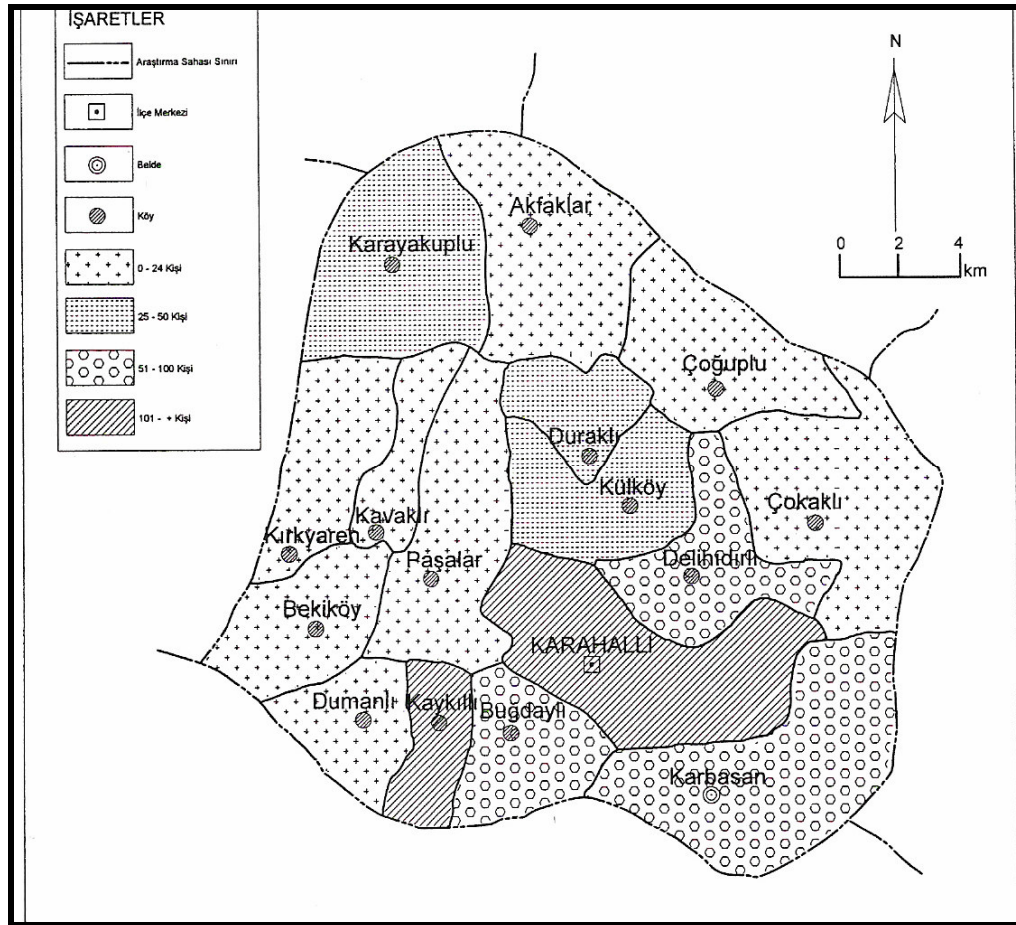 İŞARETLER
Araştırma Sahası Sınırı
İlçe Merkezi
Belde
Köy
0 - 24 Kişi
25 - 50 Kişi
51 - 100 Kişi
101 - + Kişi
N
0 2 4
km
Akfaklar
Karayakuplu
Çoğuplu
Duraklı
Külköy
Çokaklı
Kavakır
Kırkyaren
Paşalar
Delihıdırlı
Bekiköy
KARAHALLI
Dumanlı
Kaykıllı
Buğdaylı
Karbasan